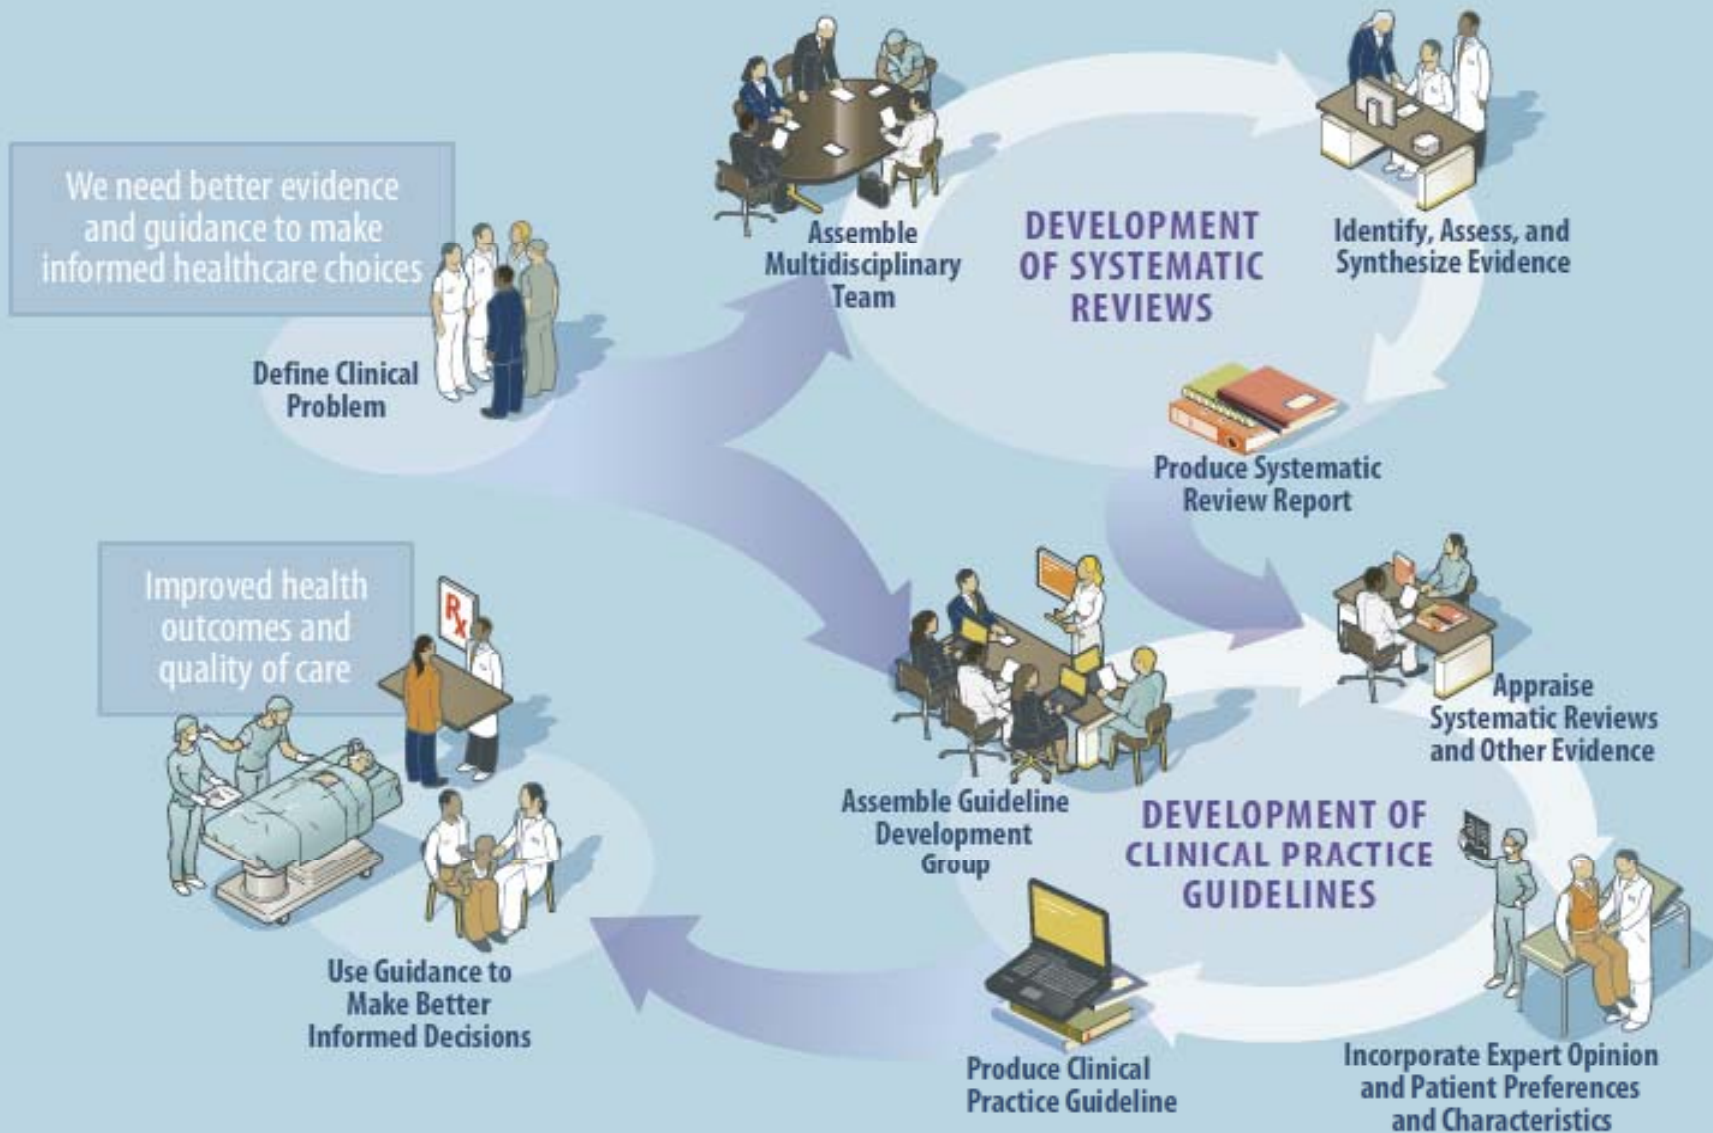 We need better evidence
and guidance to make
informed healthcare choices
Define Clinical
Problem
Assemble
Multidisciplinary
Team
DEVELOPMENT
OF SYSTEMATIC
REVIEWS
Identify, Assess, and
Synthesize Evidence
Produce Systematic
Review Report
Improved health
outcomes and
quality of care
Rx
Use Guidance to
Make Better
Informed Decisions
Assemble Guideline
Development
Group
DEVELOPMENT OF
CLINICAL PRACTICE
GUIDELINES
Appraise
Systematic Reviews
and Other Evidence
Incorporate Expert Opinion
and Patient Preferences
and Characteristics
Produce Clinical
Practice Guideline